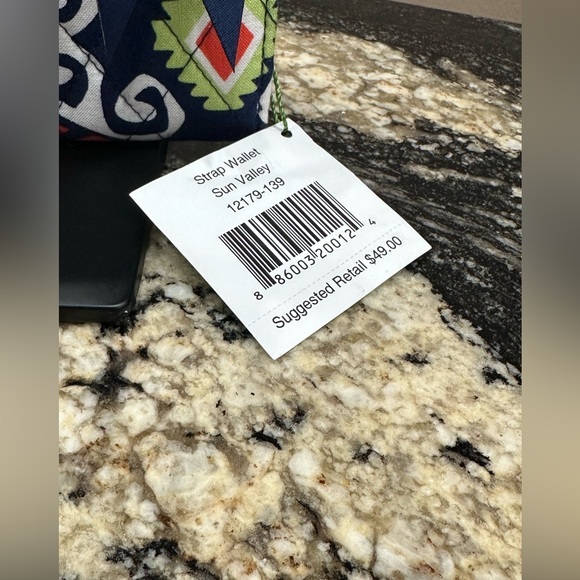 Strap Wallet
Sun Valley
12179-139
8 86003 20012 4
Suggested Retail $49.00